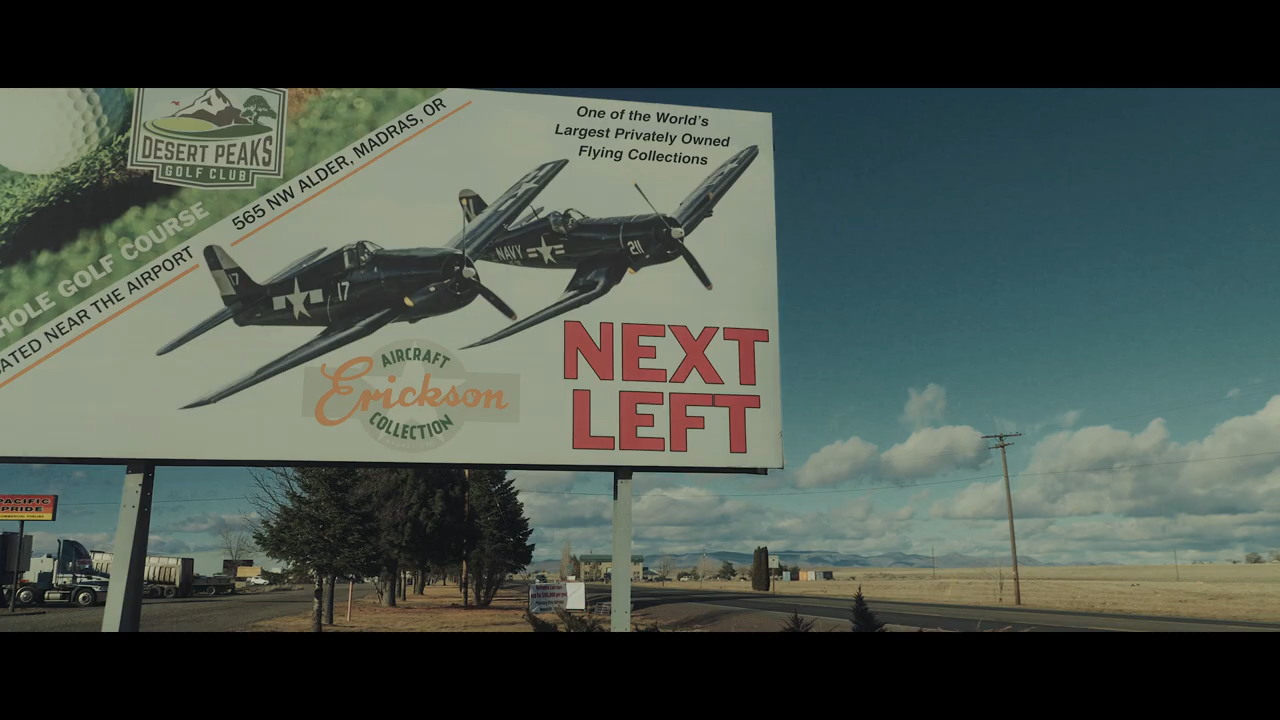 DESERT PEAKS
GOLF CLUB
HOLE GOLF COURSE
ATED NEAR THE AIRPORT
565 NW ALDER, MADRAS, OR
One of the World's
Largest Privately Owned
Flying Collections
NAVY
211
17
17
AIRCRAFT
Erickson
COLLECTION
NEXT
LEFT
PACIFIC
PRIDE